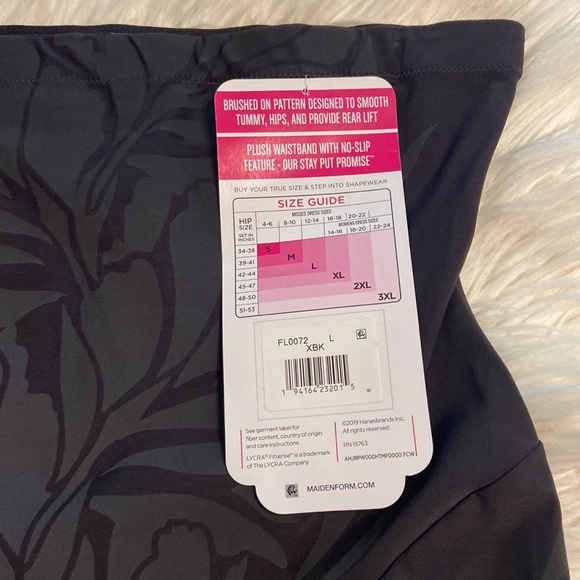 BRUSHED ON PATTERN DESIGNED TO SMOOTH
TUMMY, HIPS, AND PROVIDE REAR LIFT
PLUSH WAISTBAND WITH NO-SLIP
FEATURE - OUR STAY PUT PROMISE™
BUY YOUR TRUE SIZE & STEP INTO SHAPEWEAR
SIZE GUIDE
HIP SIZE
SET IN INCHES
MISSES DRESS SIZES
4-6 8-10 12-14 16-18 20-22
WOMENS DRESS SIZES
14-16 18-20 22-24
34-38 S
39-41 M
42-44 L
45-47 XL
48-50 2XL
51-53 3XL
FL0072 L
XBK
1 94164 23201 5
See garment label for
fiber content, country of origin
and care instructions.
LYCRA® Fitsense™ is a trademark
of The LYCRA Company
©2019 Hanesbrands Inc.
All rights reserved.
RN 15763
AHJRPW000HTMF0000 FCW
MAIDENFORM.COM